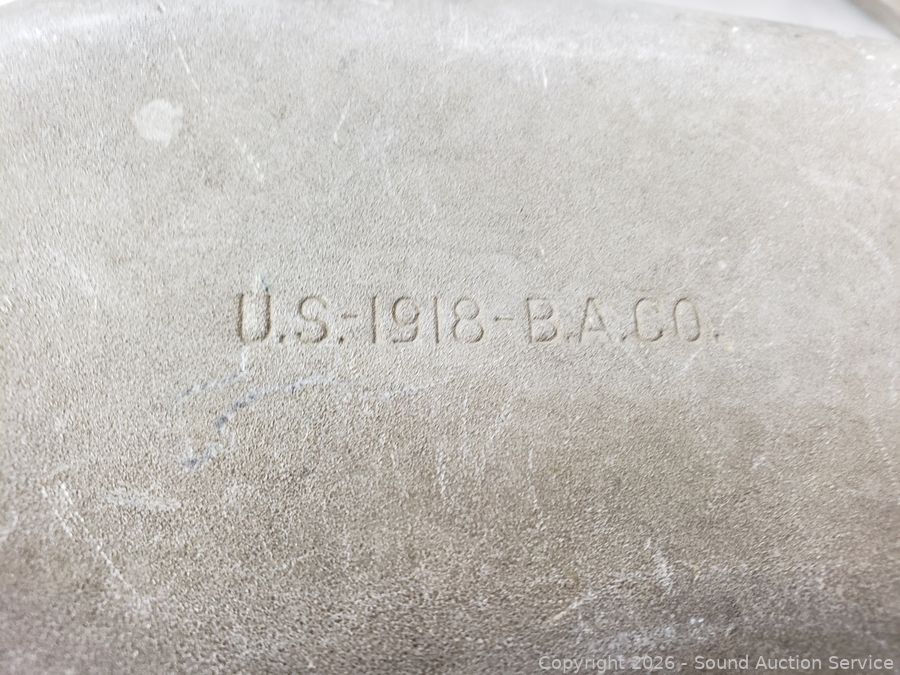 U.S.-1918-B.A.CO.
Copyright 2026 - Sound Auction Service